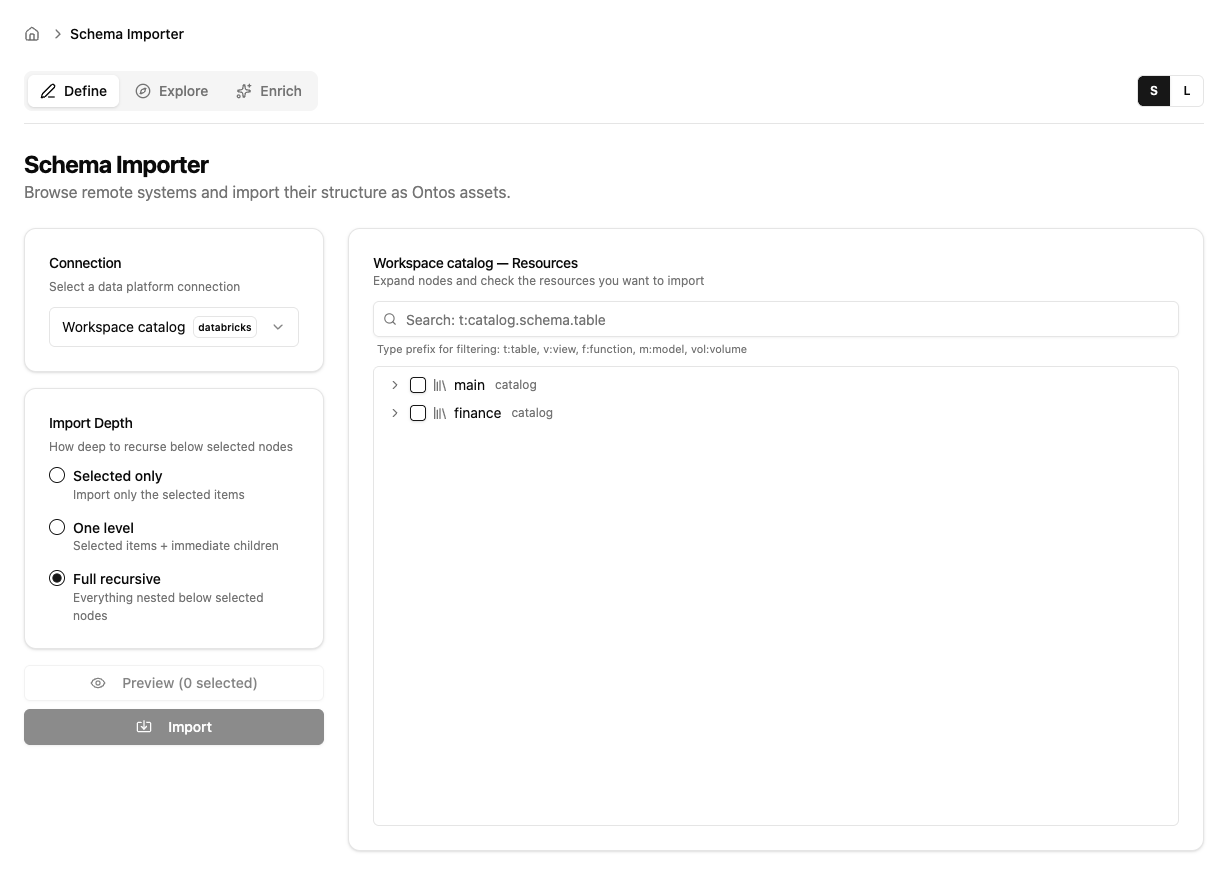 Schema Importer
Define
Explore
Enrich
S
L
Schema Importer
Browse remote systems and import their structure as Ontos assets.
Connection
Select a data platform connection
Workspace catalog databricks
Import Depth
How deep to recurse below selected nodes
Selected only
Import only the selected items
One level
Selected items + immediate children
Full recursive
Everything nested below selected
nodes
Preview (0 selected)
Import
Workspace catalog — Resources
Expand nodes and check the resources you want to import
Search: t:catalog.schema.table
Type prefix for filtering: t:table, v:view, f:function, m:model, vol:volume
main catalog
finance catalog